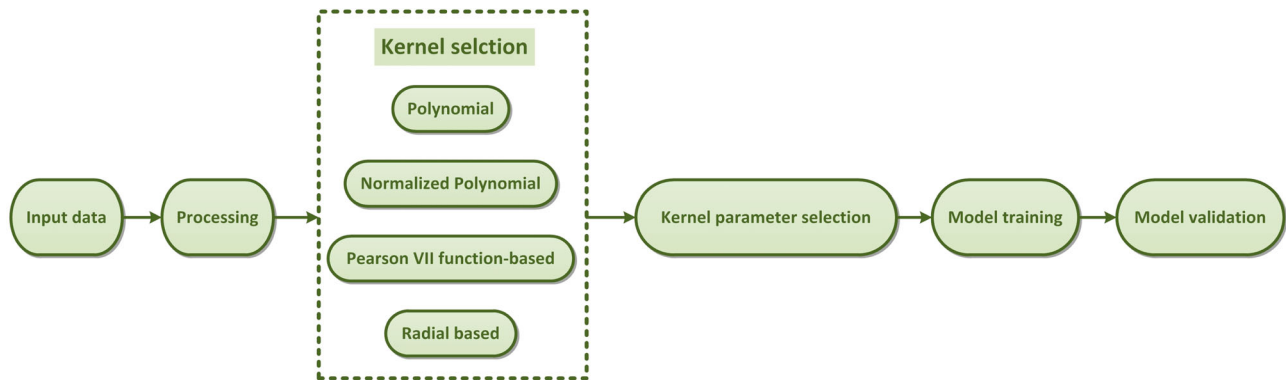 Input data
Processing
Kernel selction
Polynomial
Normalized Polynomial
Pearson VII function-based
Radial based
Kernel parameter selection
Model training
Model validation